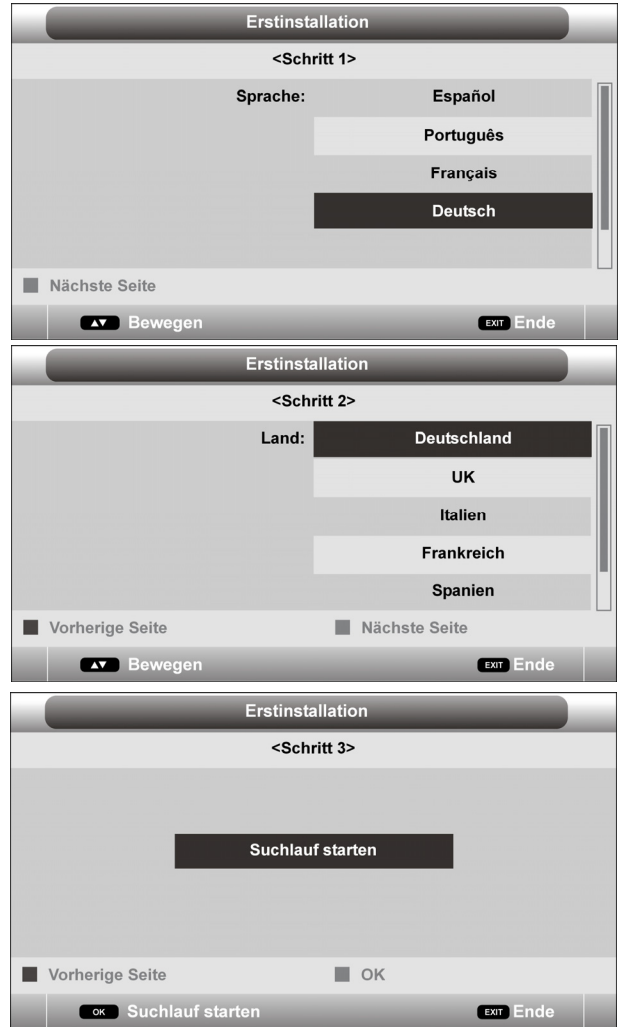 Erstinstallation
<Schritt 1>
Sprache: Español
Português
Français
Deutsch
Nächste Seite
▲▼ Bewegen EXIT Ende
Erstinstallation
<Schritt 2>
Land: Deutschland
UK
Italien
Frankreich
Spanien
Vorherige Seite Nächste Seite
▲▼ Bewegen EXIT Ende
Erstinstallation
<Schritt 3>
Suchlauf starten
Vorherige Seite OK
OK Suchlauf starten EXIT Ende